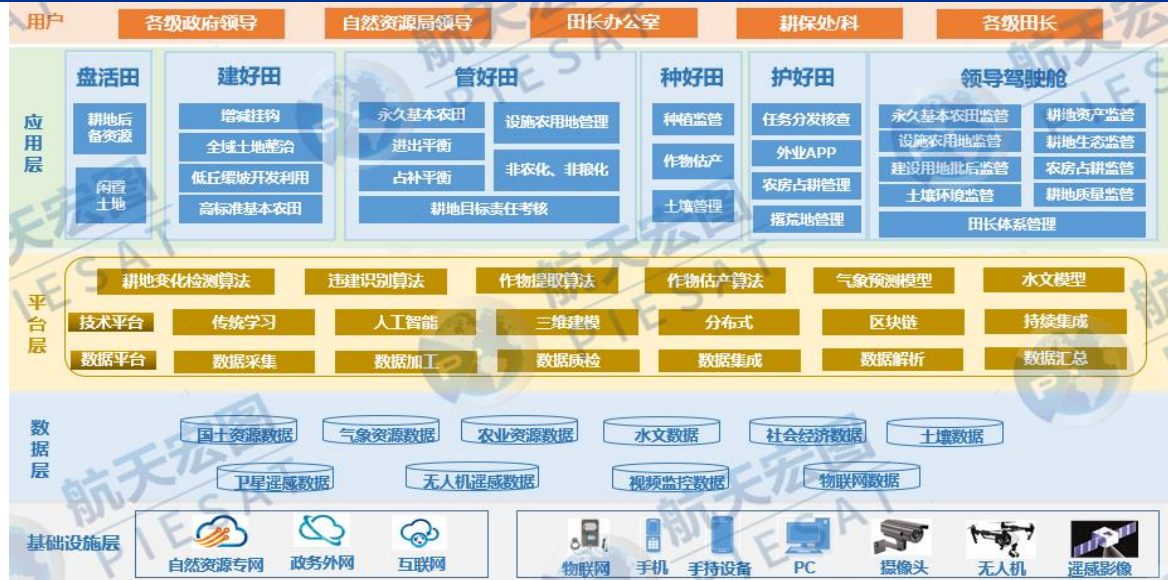 用户
各级政府领导
自然资源局领导
田长办公室
耕保处/科
各级田长
应用层
盘活田
耕地后备资源
闲置土地
建好田
增减挂钩
全域土地整治
低丘缓坡开发利用
高标准基本农田
管好田
永久基本农田
进出平衡
占补平衡
设施农用地管理
非农化、非粮化
耕地目标责任考核
种好田
种植监管
作物估产
土壤管理
护好田
任务分发核查
外业APP
农房占耕管理
撂荒地管理
领导驾驶舱
永久基本农田监管
耕地资产监管
设施农用地监管
耕地生态监管
建设用地批后监管
农房占耕监管
土壤环境监管
耕地质量监管
田长体系管理
平台层
耕地变化检测算法
违建识别算法
作物提取算法
作物估产算法
气象预测模型
水文模型
技术平台
传统学习
人工智能
三维建模
分布式
区块链
持续集成
数据平台
数据采集
数据加工
数据质检
数据集成
数据解析
数据汇总
数据层
国土资源数据
气象资源数据
农业资源数据
水文数据
社会经济数据
土壤数据
卫星遥感数据
无人机遥感数据
视频监控数据
物联网数据
基础设施层
自然资源专网
政务外网
互联网
物联网
手机
手持设备
PC
摄像头
无人机
遥感影像
航天宏图
PIESAT